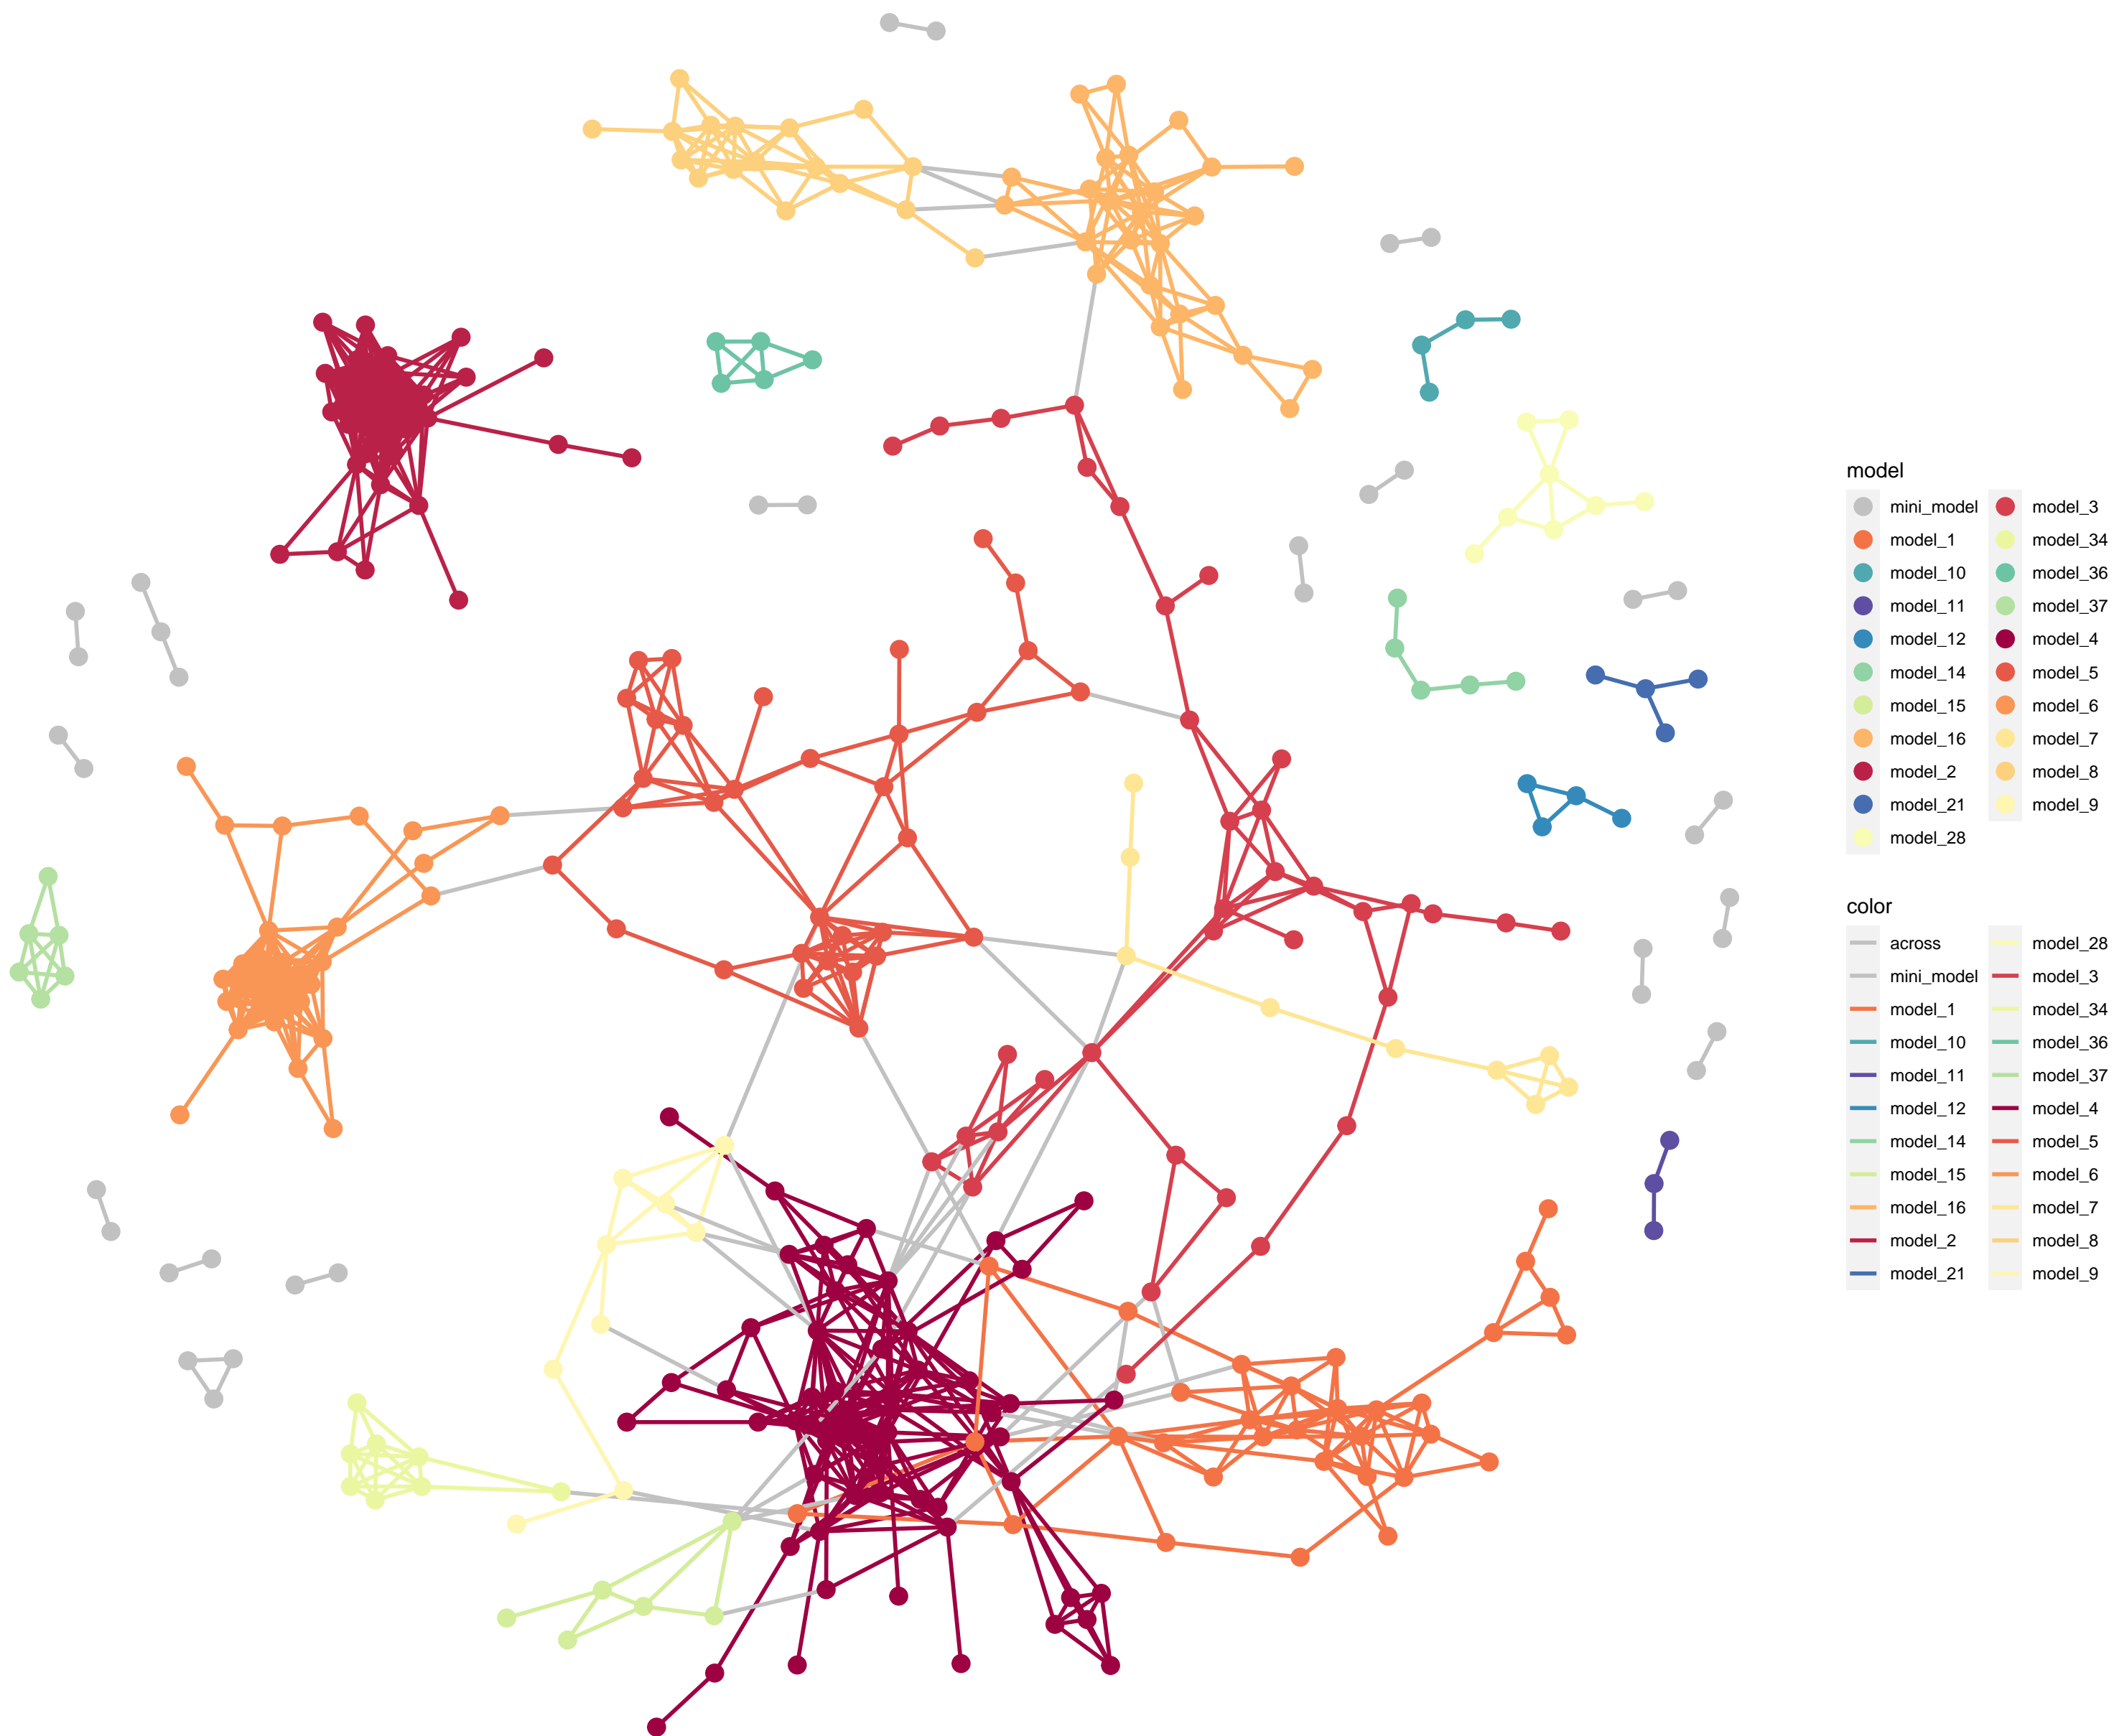 model
mini_model model_3
model_1 model_34
model_10 model_36
model_11 model_37
model_12 model_4
model_14 model_5
model_15 model_6
model_16 model_7
model_2 model_8
model_21 model_9
model_28
color
across model_28
mini_model model_3
model_1 model_34
model_10 model_36
model_11 model_37
model_12 model_4
model_14 model_5
model_15 model_6
model_16 model_7
model_2 model_8
model_21 model_9